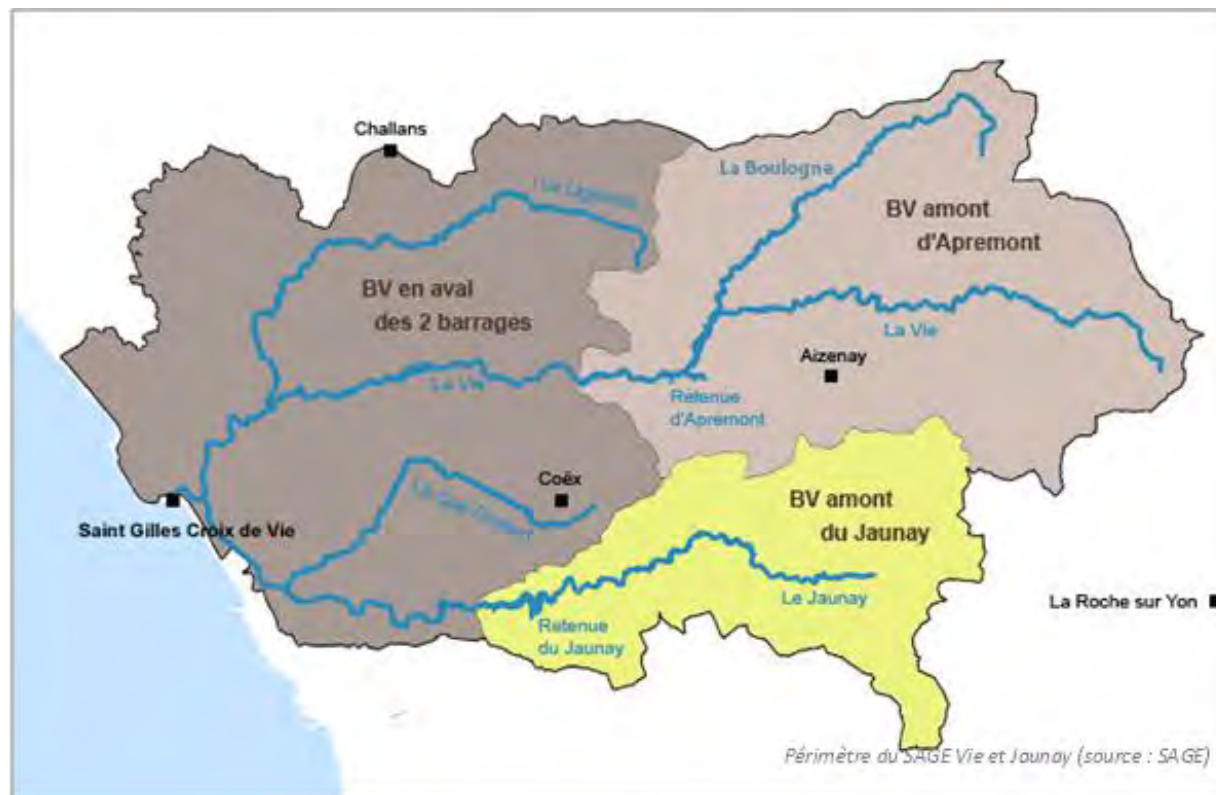 Challans
La Boulogne
BV amont
d'Apremont
BV en aval
des 2 barrages
La Vie
Aizenay
La Vie
Retenue
d'Apremont
Coëx
BV amont
du Jaunay
Saint Gilles Croix de Vie
Le Jaunay
La Roche sur Yon
Retenue
du Jaunay
Périmètre du SAGE Vie et Jaunay (source : SAGE)